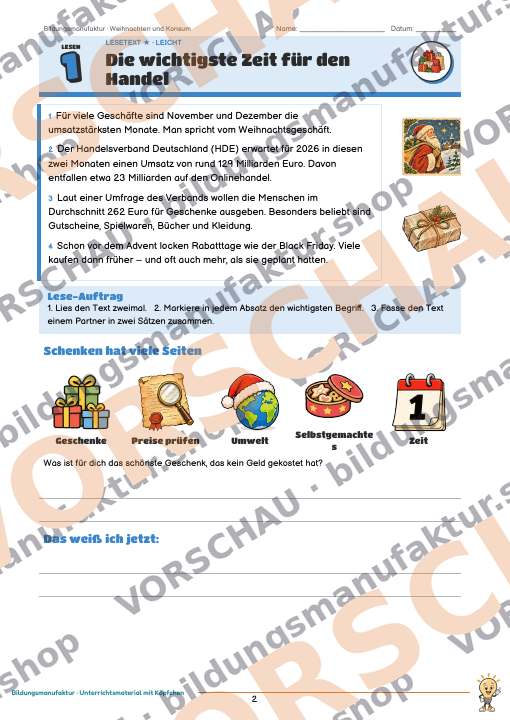 Bildungsmanufaktur · Weihnachten und Konsum
Name:
Datum:
LESEN
1
LESETEXT ★ · LEICHT
Die wichtigste Zeit für den
Handel
1 Für viele Geschäfte sind November und Dezember die
umsatzstärksten Monate. Man spricht vom Weihnachtsgeschäft.
2 Der Handelsverband Deutschland (HDE) erwartet für 2026 in diesen
zwei Monaten einen Umsatz von rund 129 Milliarden Euro. Davon
entfallen etwa 23 Milliarden auf den Onlinehandel.
3 Laut einer Umfrage des Verbands wollen die Menschen im
Durchschnitt 262 Euro für Geschenke ausgeben. Besonders beliebt sind
Gutscheine, Spielwaren, Bücher und Kleidung.
4 Schon vor dem Advent locken Rabatttage wie der Black Friday. Viele
kaufen dann früher – und oft auch mehr, als sie geplant hatten.
Lese-Auftrag
1. Lies den Text zweimal. 2. Markiere in jedem Absatz den wichtigsten Begriff. 3. Fasse den Text
einem Partner in zwei Sätzen zusammen.
Schenken hat viele Seiten
1
Geschenke
Preise prüfen
Umwelt
Selbstgemachte
s
Zeit
Was ist für dich das schönste Geschenk, das kein Geld gekostet hat?
Das weiß ich jetzt:
Bildungsmanufaktur · Unterrichtsmaterial mit Köpfchen
2
VORSCHAU · bildungsmanufaktur.shop
VORSCHAU